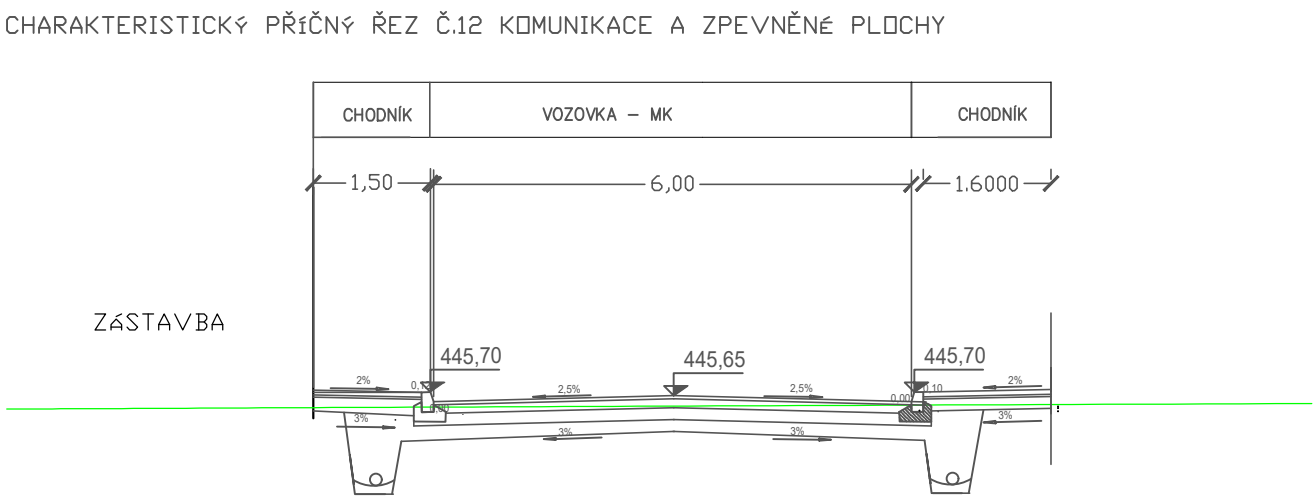 CHARAKTERISTICKÝ PŘÍČNÝ ŘEZ Č.12 KOMUNIKACE A ZPEVNĚNÉ PLOCHY
CHODNÍK VOZOVKA – MK CHODNÍK
1,50 6,00 1.6000
ZÁSTAVBA
445,70 445,65 445,70
2% 2,5% 2,5% 0,10 2%
0,00 0,00
3% 3% 3% 3%